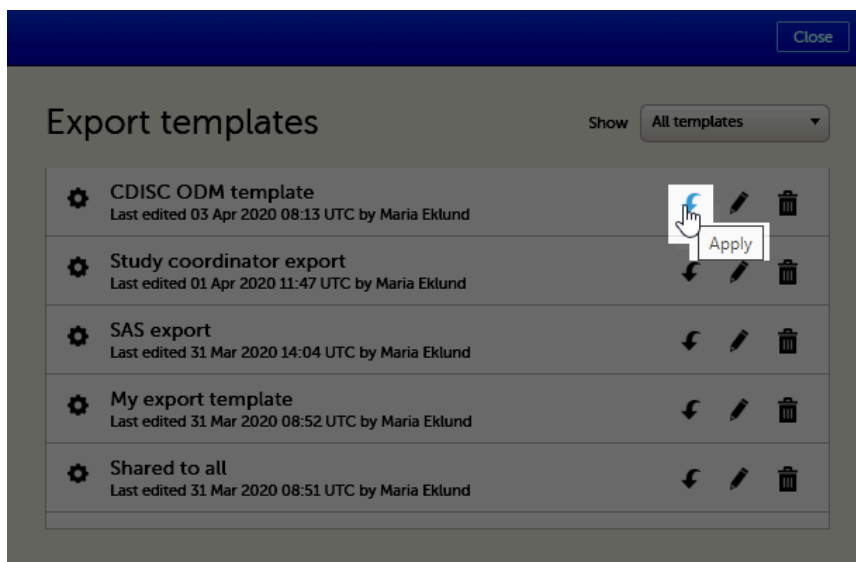 Close
Export templates
Show All templates
CDISC ODM template
Last edited 03 Apr 2020 08:13 UTC by Maria Eklund
Apply
Study coordinator export
Last edited 01 Apr 2020 11:47 UTC by Maria Eklund
SAS export
Last edited 31 Mar 2020 14:04 UTC by Maria Eklund
My export template
Last edited 31 Mar 2020 08:52 UTC by Maria Eklund
Shared to all
Last edited 31 Mar 2020 08:51 UTC by Maria Eklund